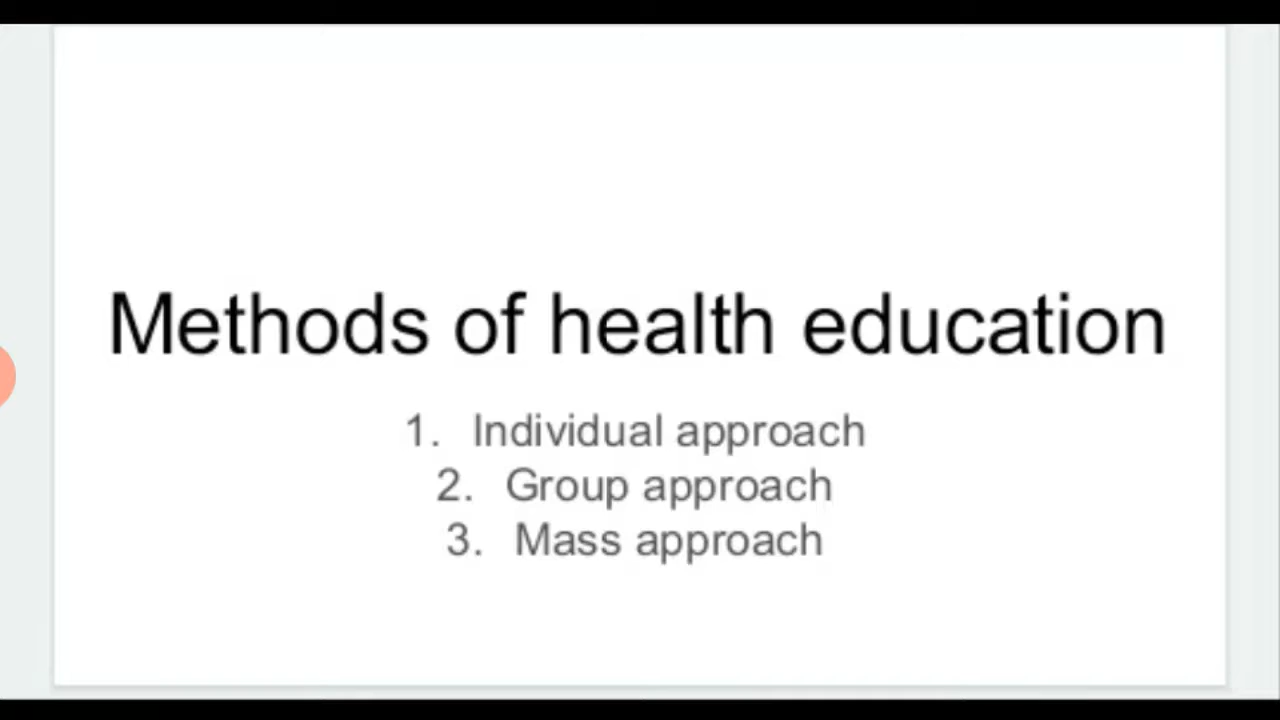 Methods of health education
1. Individual approach
2. Group approach
3. Mass approach